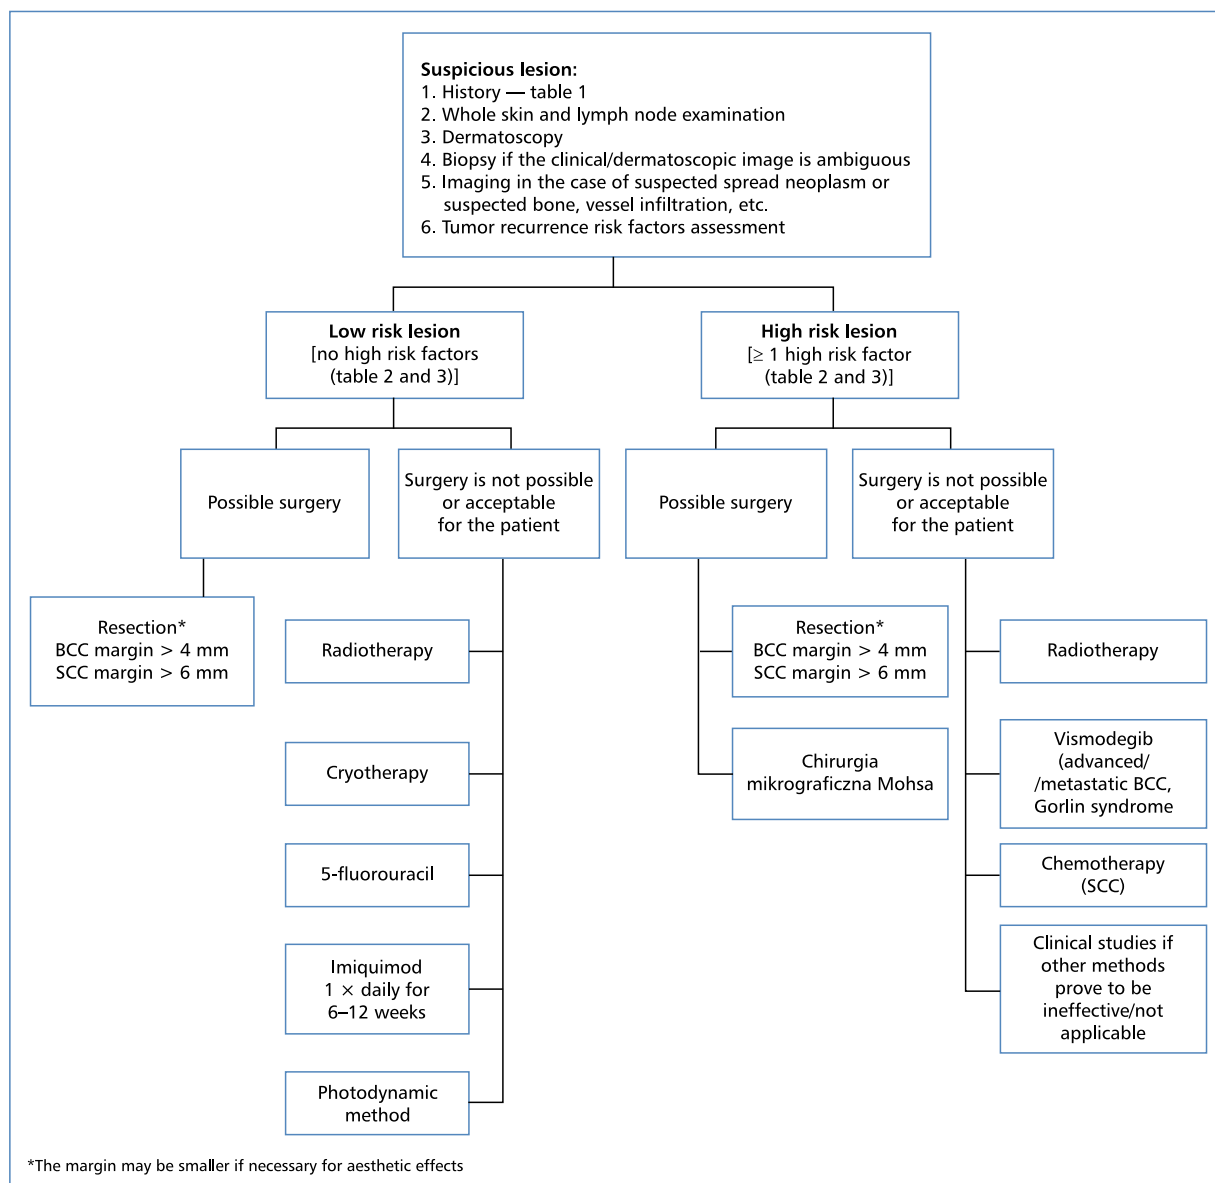 Suspicious lesion:
1. History — table 1
2. Whole skin and lymph node examination
3. Dermatoscopy
4. Biopsy if the clinical/dermatoscopic image is ambiguous
5. Imaging in the case of suspected spread neoplasm or
suspected bone, vessel infiltration, etc.
6. Tumor recurrence risk factors assessment
Low risk lesion
[no high risk factors
(table 2 and 3)]
High risk lesion
[≥ 1 high risk factor
(table 2 and 3)]
Possible surgery
Surgery is not possible
or acceptable
for the patient
Possible surgery
Surgery is not possible
or acceptable
for the patient
Resection*
BCC margin > 4 mm
SCC margin > 6 mm
Radiotherapy
Cryotherapy
5-fluorouracil
Imiquimod
1 × daily for
6–12 weeks
Photodynamic
method
Resection*
BCC margin > 4 mm
SCC margin > 6 mm
Chirurgia
mikrograficzna Mohsa
Radiotherapy
Vismodegib
(advanced/
/metastatic BCC,
Gorlin syndrome
Chemotherapy
(SCC)
Clinical studies if
other methods
prove to be
ineffective/not
applicable
*The margin may be smaller if necessary for aesthetic effects